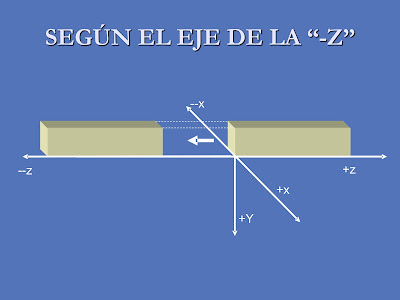 SEGÚN EL EJE DE LA “-Z”
--x
--z
+z
+x
+Y